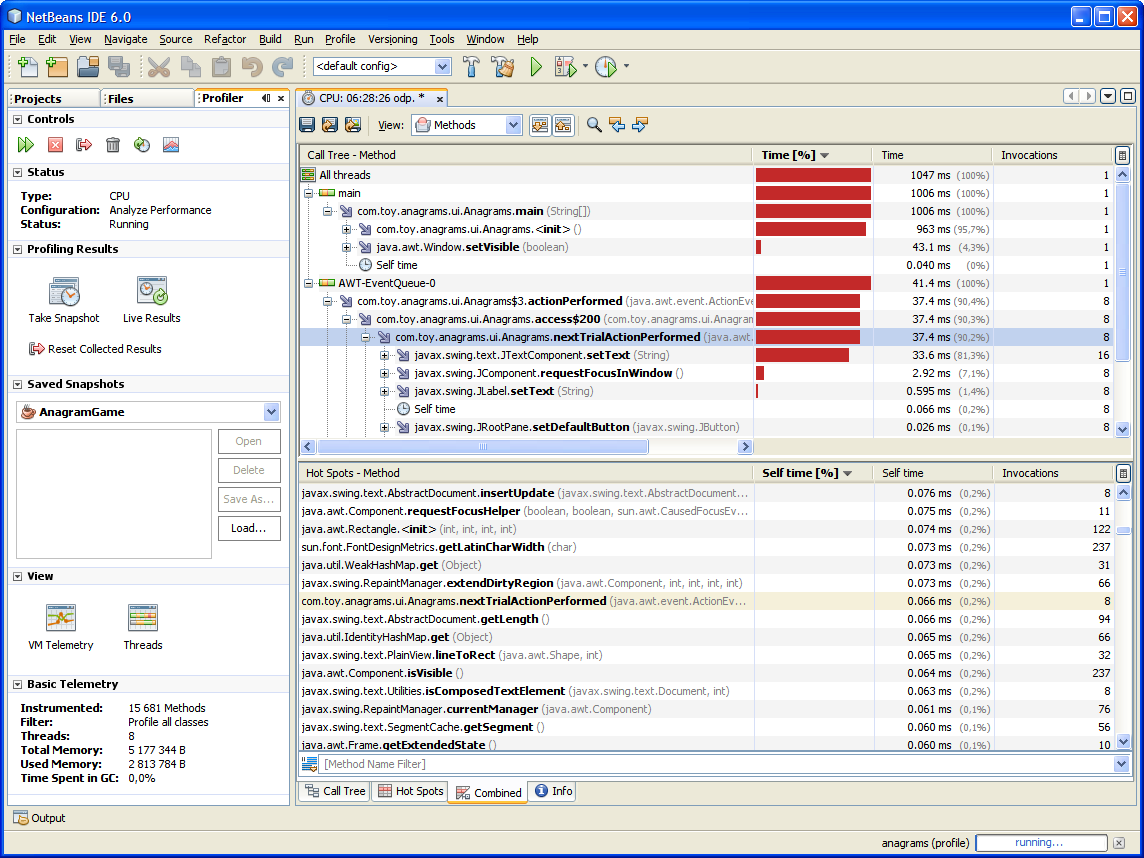 NetBeans IDE 6.0
File Edit View Navigate Source Refactor Build Run Profile Versioning Tools Window Help
<default config>
Projects Files Profiler
Controls
Status
Type: CPU
Configuration: Analyze Performance
Status: Running
Profiling Results
Take Snapshot Live Results
Reset Collected Results
Saved Snapshots
AnagramGame
Open
Delete
Save As...
Load...
View
VM Telemetry Threads
Basic Telemetry
Instrumented: 15 681 Methods
Filter: Profile all classes
Threads: 8
Total Memory: 5 177 344 B
Used Memory: 2 813 784 B
Time Spent in GC: 0,0%
CPU: 06:28:26 odp. *
View: Methods
Call Tree - Method Time [%] Time Invocations
All threads 1047 ms (100%) 1
main 1006 ms (100%) 1
com.toy.anagrams.ui.Anagrams.main (String[]) 1006 ms (100%) 1
com.toy.anagrams.ui.Anagrams.<init> () 963 ms (95,7%) 1
java.awt.Window.setVisible (boolean) 43.1 ms (4,3%) 1
Self time 0.040 ms (0%) 1
AWT-EventQueue-0 41.4 ms (100%) 1
com.toy.anagrams.ui.Anagrams$3.actionPerformed (java.awt.event.ActionEve 37.4 ms (90,4%) 8
com.toy.anagrams.ui.Anagrams.access$200 (com.toy.anagrams.ui.Anagram 37.4 ms (90,3%) 8
com.toy.anagrams.ui.Anagrams.nextTrialActionPerformed (java.awt. 37.4 ms (90,2%) 8
javax.swing.text.JTextComponent.setText (String) 33.6 ms (81,3%) 16
javax.swing.JComponent.requestFocusInWindow () 2.92 ms (7,1%) 8
javax.swing.JLabel.setText (String) 0.595 ms (1,4%) 8
Self time 0.066 ms (0,2%) 8
javax.swing.JRootPane.setDefaultButton (javax.swing.JButton) 0.026 ms (0,1%) 8
Hot Spots - Method Self time [%] Self time Invocations
javax.swing.text.AbstractDocument.insertUpdate (javax.swing.text.AbstractDocument... 0.076 ms (0,2%) 8
java.awt.Component.requestFocusHelper (boolean, boolean, sun.awt.CausedFocusEv... 0.075 ms (0,2%) 11
java.awt.Rectangle.<init> (int, int, int, int) 0.074 ms (0,2%) 122
sun.font.FontDesignMetrics.getLatinCharWidth (char) 0.073 ms (0,2%) 237
java.util.WeakHashMap.get (Object) 0.073 ms (0,2%) 31
javax.swing.RepaintManager.extendDirtyRegion (java.awt.Component, int, int, int, int) 0.073 ms (0,2%) 66
com.toy.anagrams.ui.Anagrams.nextTrialActionPerformed (java.awt.event.ActionEv... 0.066 ms (0,2%) 8
javax.swing.text.AbstractDocument.getLength () 0.066 ms (0,2%) 94
java.util.IdentityHashMap.get (Object) 0.065 ms (0,2%) 66
javax.swing.text.PlainView.lineToRect (java.awt.Shape, int) 0.065 ms (0,2%) 32
java.awt.Component.isVisible () 0.064 ms (0,2%) 237
javax.swing.text.Utilities.isComposedTextElement (javax.swing.text.Document, int) 0.063 ms (0,2%) 8
javax.swing.RepaintManager.currentManager (java.awt.Component) 0.061 ms (0,1%) 76
javax.swing.text.SegmentCache.getSegment () 0.060 ms (0,1%) 56
java.awt.Frame.getExtendedState () 0.060 ms (0,1%) 10
[Method Name Filter]
Call Tree Hot Spots Combined Info
Output
anagrams (profile) running...